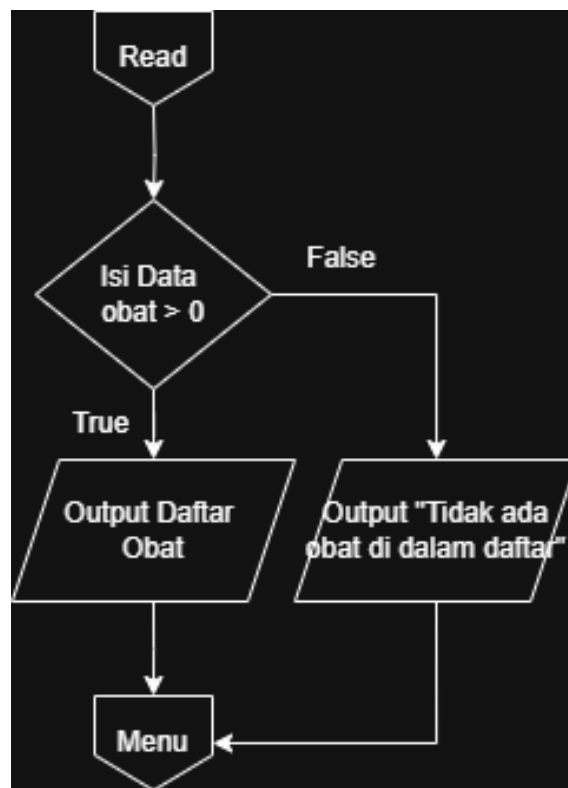 Read
Isi Data
obat > 0
False
True
Output Daftar
Obat
Output "Tidak ada
obat di dalam daftar"
Menu